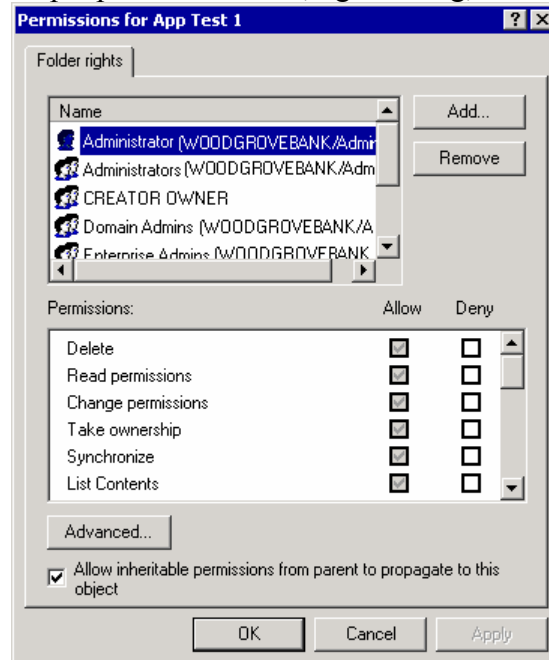 Permissions for App Test 1
Folder rights
Name
Administrator (WOODGROVEBANK/Admir
Administrators (WOODGROVEBANK/Adm
CREATOR OWNER
Domain Admins (WOODGROVEBANK/A
Enterprise Admins (WOODGROVEBANK
Add...
Remove
Permissions: Allow Deny
Delete
Read permissions
Change permissions
Take ownership
Synchronize
List Contents
Advanced...
Allow inheritable permissions from parent to propagate to this
object
OK Cancel Apply